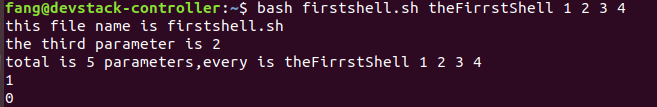 fang@devstack-controller:~$ bash firstshell.sh theFirrstShell 1 2 3 4
this file name is firstshell.sh
the third parameter is 2
total is 5 parameters,every is theFirrstShell 1 2 3 4
1
0